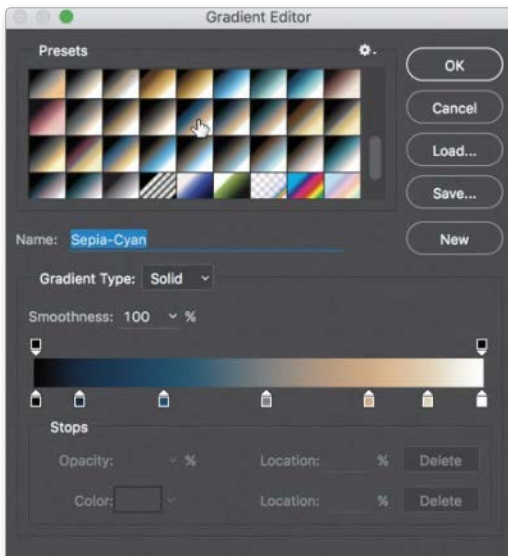 Gradient Editor
Presets
OK
Cancel
Load...
Save...
New
Name: Sepia-Cyan
Gradient Type: Solid
Smoothness: 100 %
Stops
Opacity: % Location: % Delete
Color: Location: % Delete